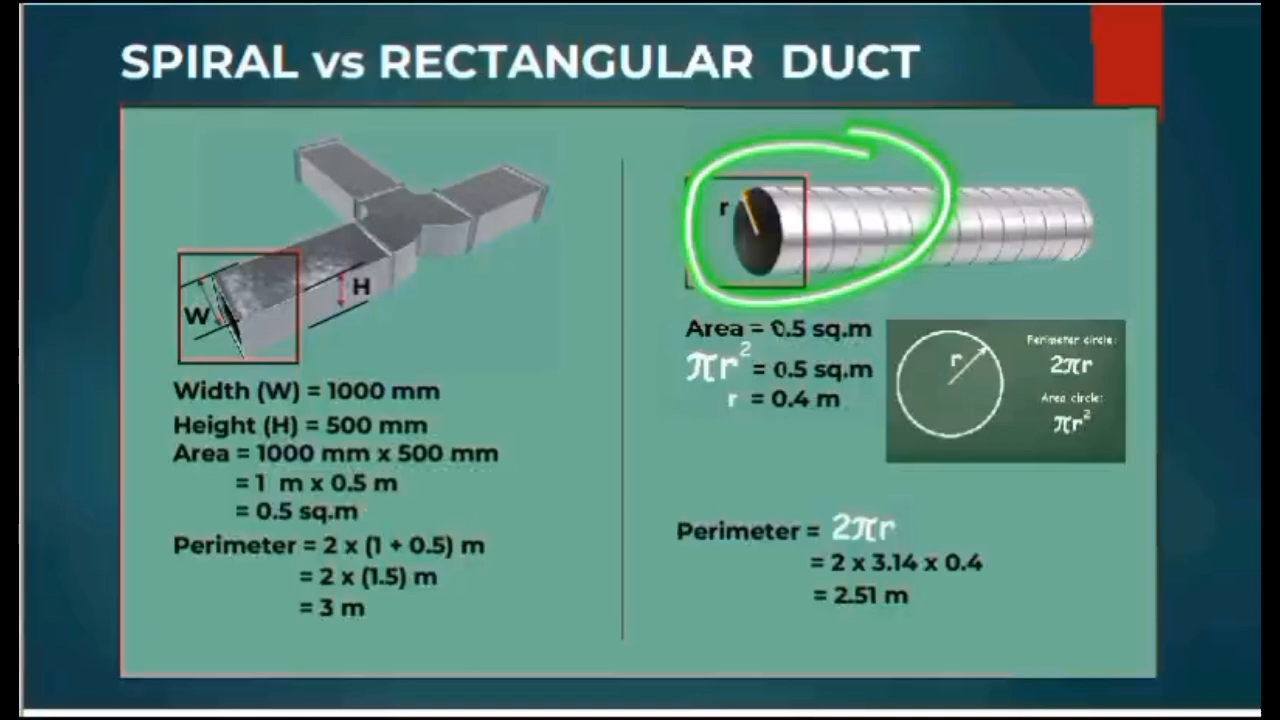 SPIRAL vs RECTANGULAR DUCT
W
H
Width (W) = 1000 mm
Height (H) = 500 mm
Area = 1000 mm x 500 mm
= 1 m x 0.5 m
= 0.5 sq.m
Perimeter = 2 x (1 + 0.5) m
= 2 x (1.5) m
= 3 m
r
Area = 0.5 sq.m
πr² = 0.5 sq.m
r = 0.4 m
r
Perimeter circle:
2πr
Area circle:
πr²
Perimeter = 2πr
= 2 x 3.14 x 0.4
= 2.51 m